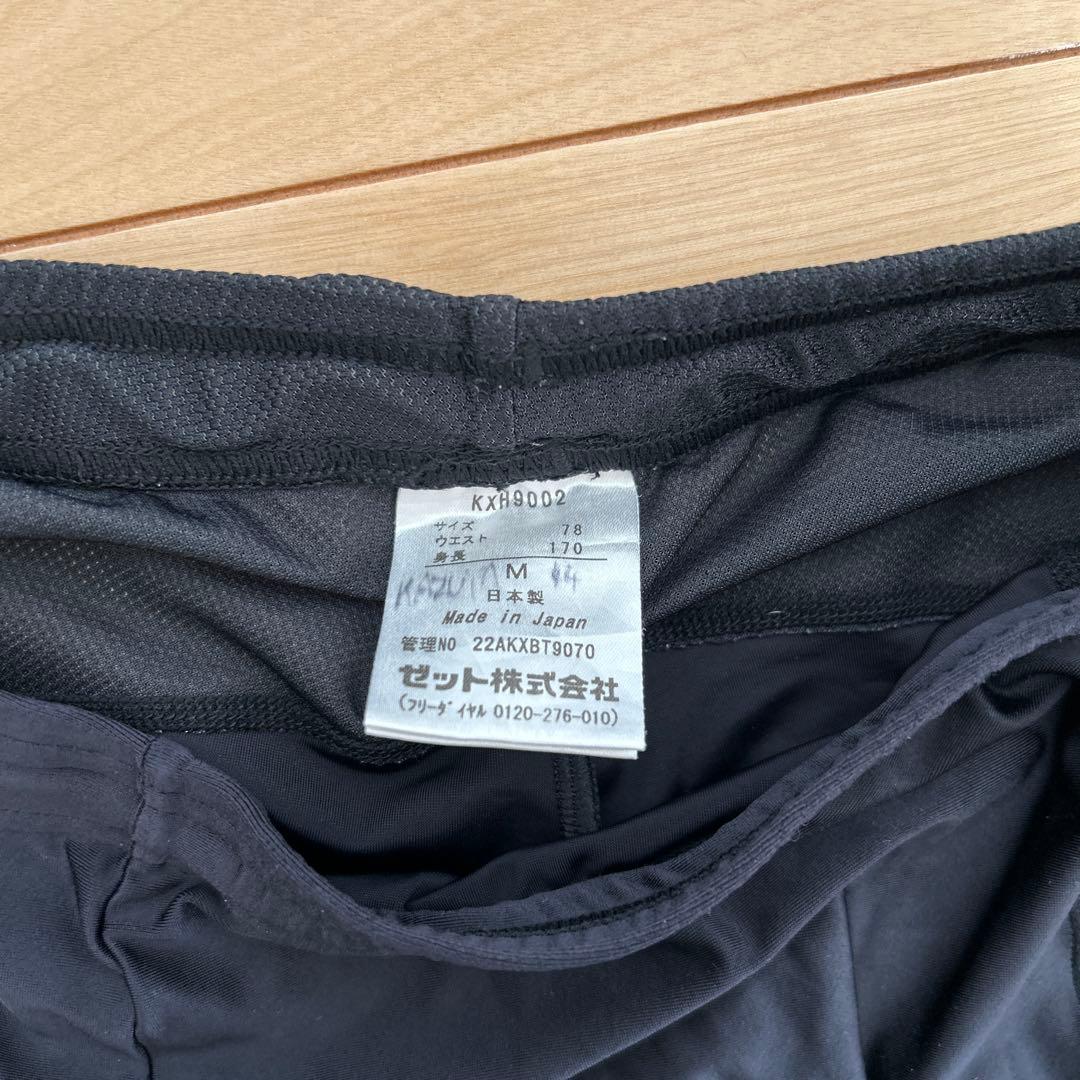 KXH9002
サイズ
ウエスト 78
身長 170
M 44
日本製
Made in Japan
管理NO 22AKXBT9070
ゼット株式会社
(フリーダイヤル 0120-276-010)